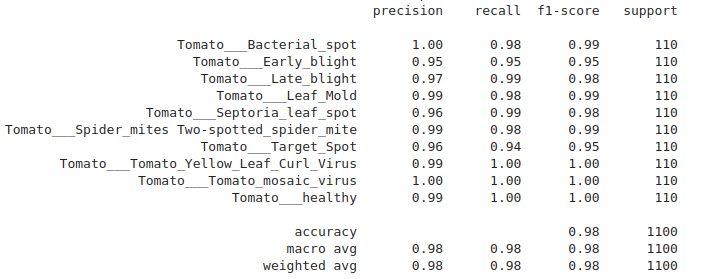 precision recall f1-score support
Tomato___Bacterial_spot 1.00 0.98 0.99 110
Tomato___Early_blight 0.95 0.95 0.95 110
Tomato___Late_blight 0.97 0.99 0.98 110
Tomato___Leaf_Mold 0.99 0.98 0.99 110
Tomato___Septoria_leaf_spot 0.96 0.99 0.98 110
Tomato___Spider_mites Two-spotted_spider_mite 0.99 0.98 0.99 110
Tomato___Target_Spot 0.96 0.94 0.95 110
Tomato___Tomato_Yellow_Leaf_Curl_Virus 0.99 1.00 1.00 110
Tomato___Tomato_mosaic_virus 1.00 1.00 1.00 110
Tomato___healthy 0.99 1.00 1.00 110
accuracy 0.98 1100
macro avg 0.98 0.98 0.98 1100
weighted avg 0.98 0.98 0.98 1100